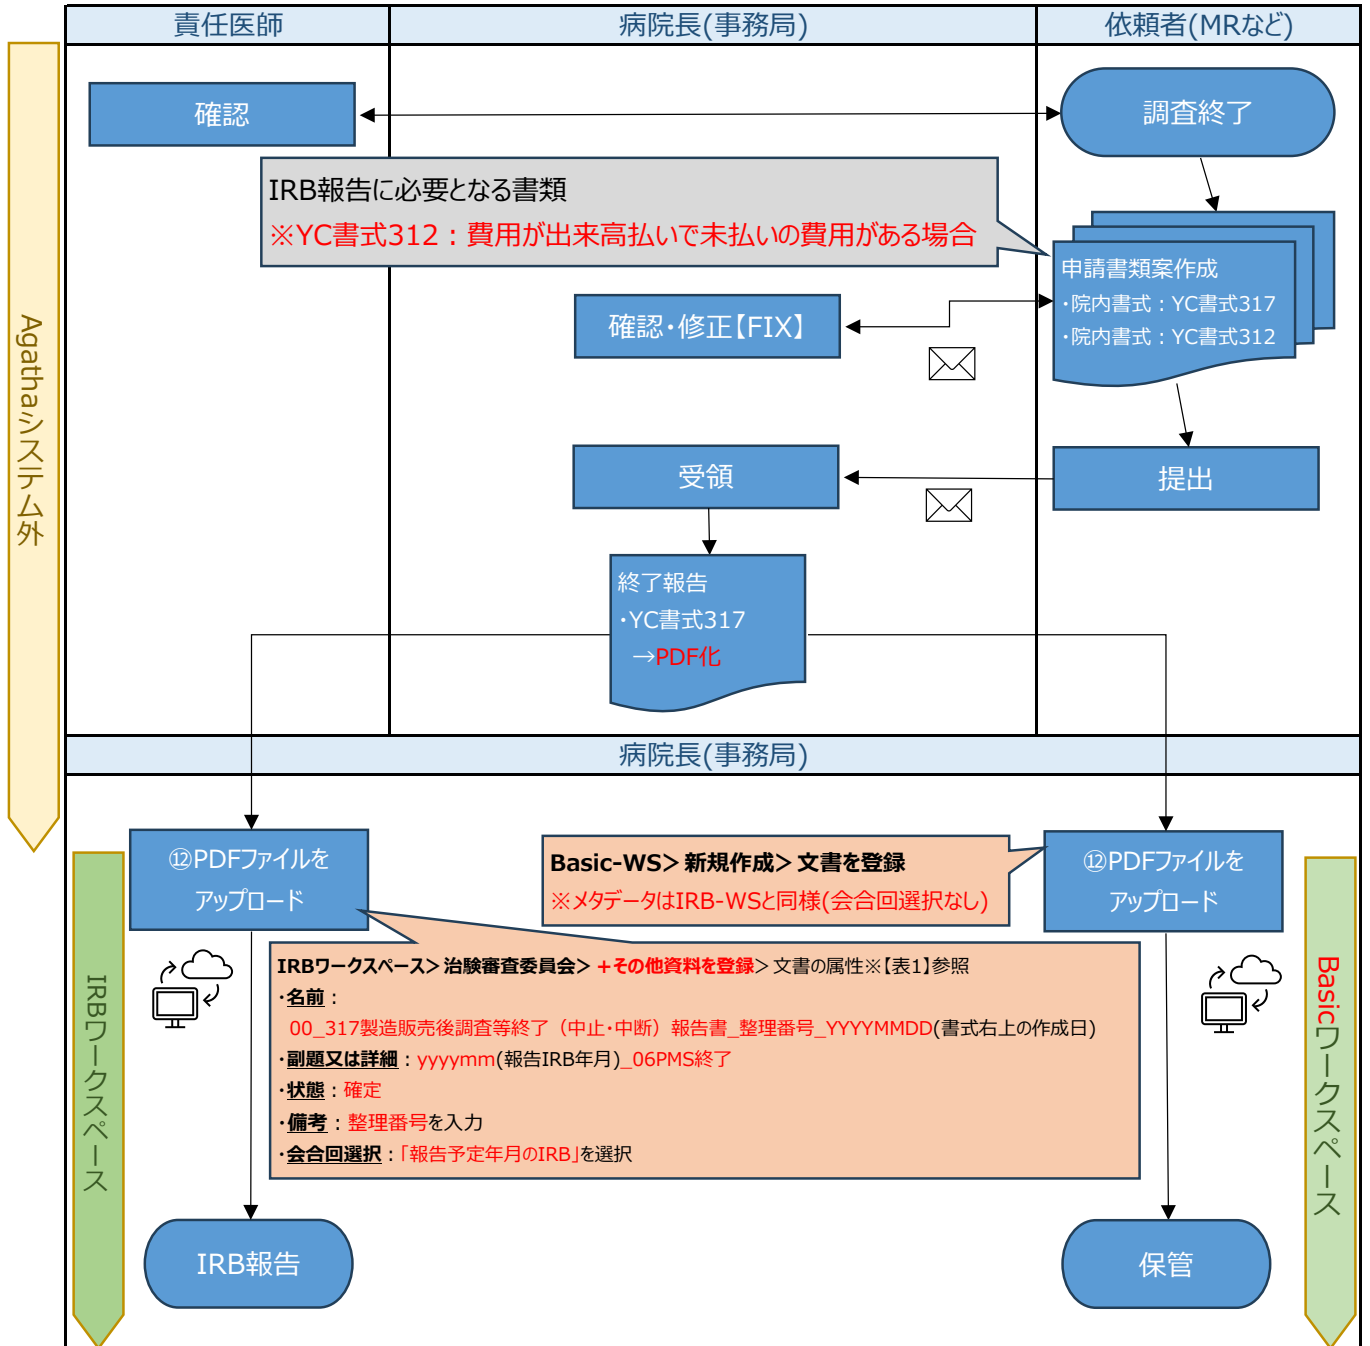 責任医師
病院長(事務局)
依頼者(MRなど)
Agathaシステム外
確認
調査終了
IRB報告に必要となる書類
※YC書式312：費用が出来高払いで未払いの費用がある場合
申請書類案作成
・院内書式：YC書式317
・院内書式：YC書式312
確認・修正【FIX】
受領
提出
終了報告
・YC書式317
→PDF化
病院長(事務局)
IRBワークスペース
⑫PDFファイルを
アップロード
Basic-WS＞新規作成＞文書を登録
※メタデータはIRB-WSと同様(会合回選択なし)
⑫PDFファイルを
アップロード
Basicワークスペース
IRBワークスペース＞治験審査委員会＞＋その他資料を登録＞文書の属性※【表1】参照
・名前：
00_317製造販売後調査等終了（中止・中断）報告書_整理番号_YYYYMMDD(書式右上の作成日)
・副題又は詳細：yyyymm(報告IRB年月)_06PMS終了
・状態：確定
・備考：整理番号を入力
・会合回選択：「報告予定年月のIRB」を選択
IRB報告
保管